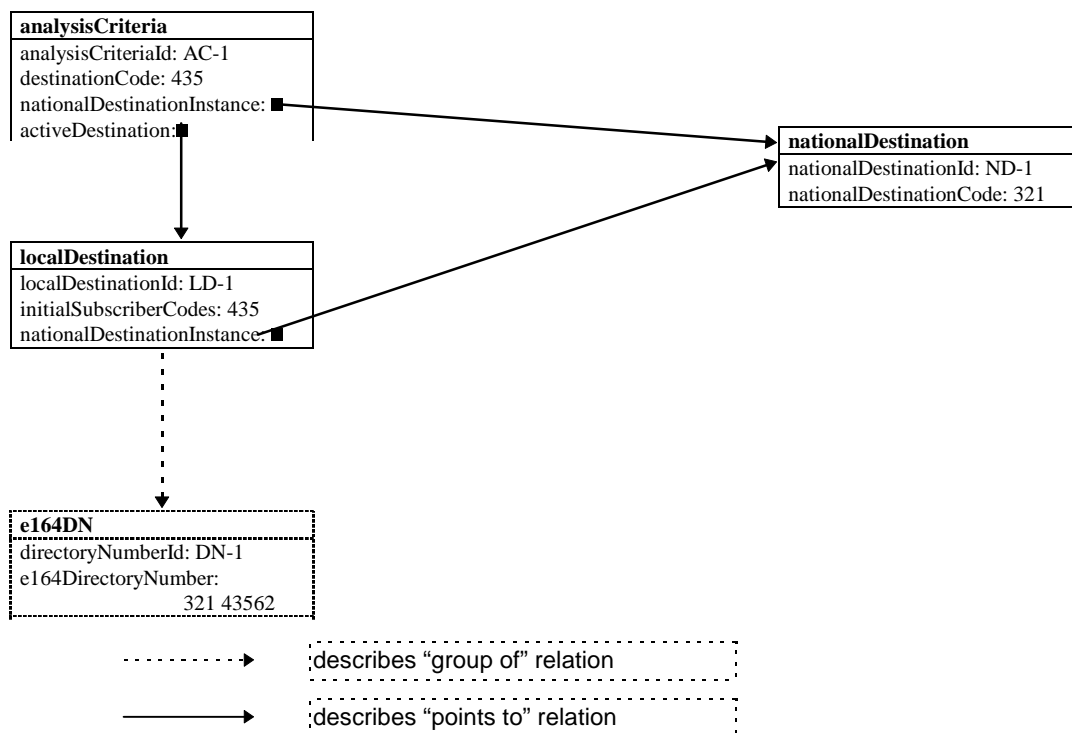 analysisCriteria
analysisCriteriaId: AC-1
destinationCode: 435
nationalDestinationInstance:
activeDestination:
nationalDestination
nationalDestinationId: ND-1
nationalDestinationCode: 321
localDestination
localDestinationId: LD-1
initialSubscriberCodes: 435
nationalDestinationInstance:
e164DN
directoryNumberId: DN-1
e164DirectoryNumber:
321 43562
describes “group of” relation
describes “points to” relation